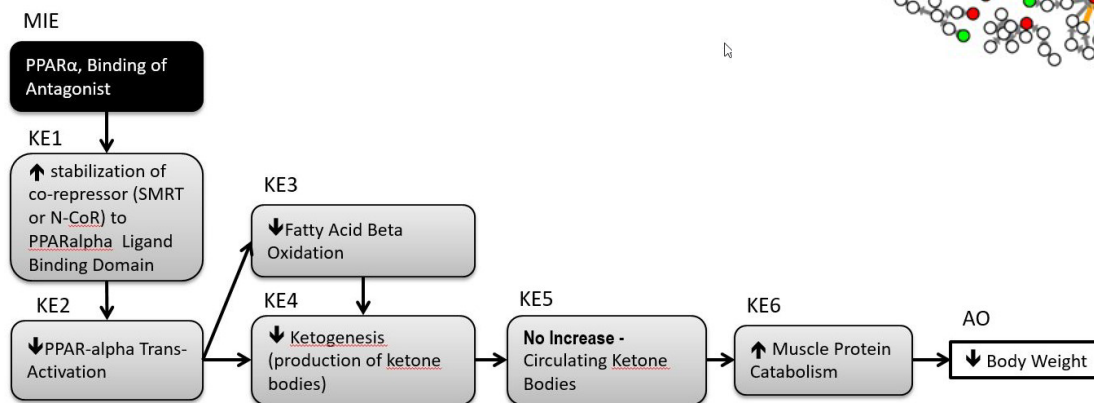 MIE
PPARα, Binding of
Antagonist
KE1
↑ stabilization of
co-repressor (SMRT
or N-CoR) to
PPARalpha Ligand
Binding Domain
KE2
↓PPAR-alpha Trans-
Activation
KE3
↓Fatty Acid Beta
Oxidation
KE4
↓ Ketogenesis
(production of ketone
bodies)
KE5
No Increase -
Circulating Ketone
Bodies
KE6
↑ Muscle Protein
Catabolism
AO
↓ Body Weight